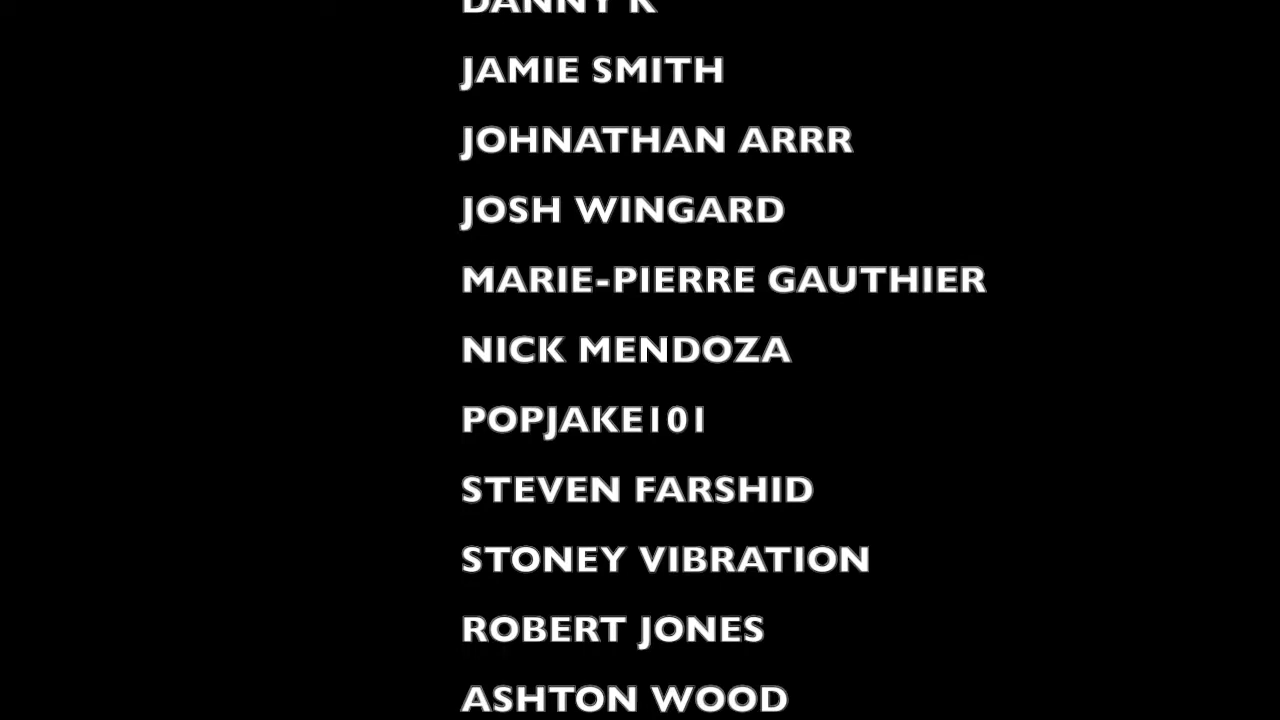 DANNY K
JAMIE SMITH
JOHNATHAN ARRR
JOSH WINGARD
MARIE-PIERRE GAUTHIER
NICK MENDOZA
POPJAKE101
STEVEN FARSHID
STONEY VIBRATION
ROBERT JONES
ASHTON WOOD